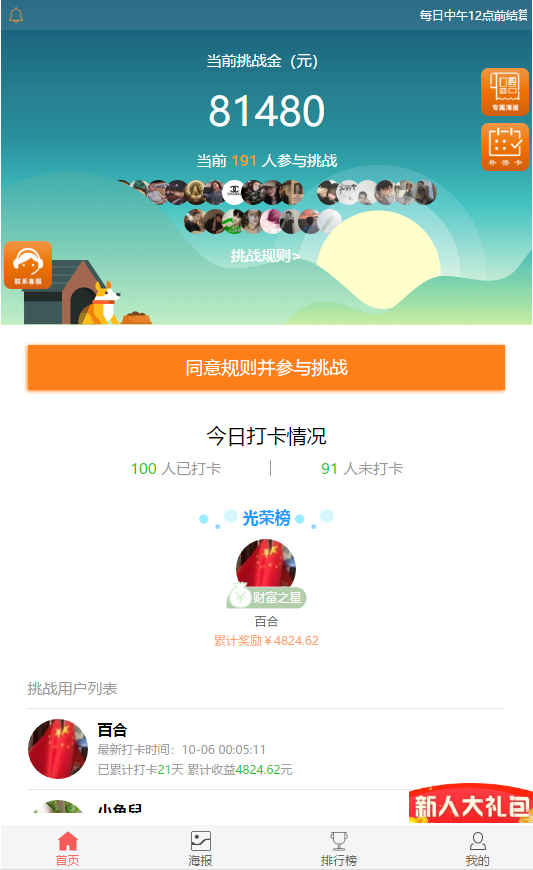 每日中午12点前结算
当前挑战金（元）
81480
专属海报
当前 191 人参与挑战
补签卡
挑战规则>
联系客服
同意规则并参与挑战
今日打卡情况
100 人已打卡
91 人未打卡
光荣榜
¥ 财富之星
百合
累计奖励￥4824.62
挑战用户列表
百合
最新打卡时间：10-06 00:05:11
已累计打卡21天 累计收益4824.62元
小鱼兒
新人大礼包
首页
海报
排行榜
我的